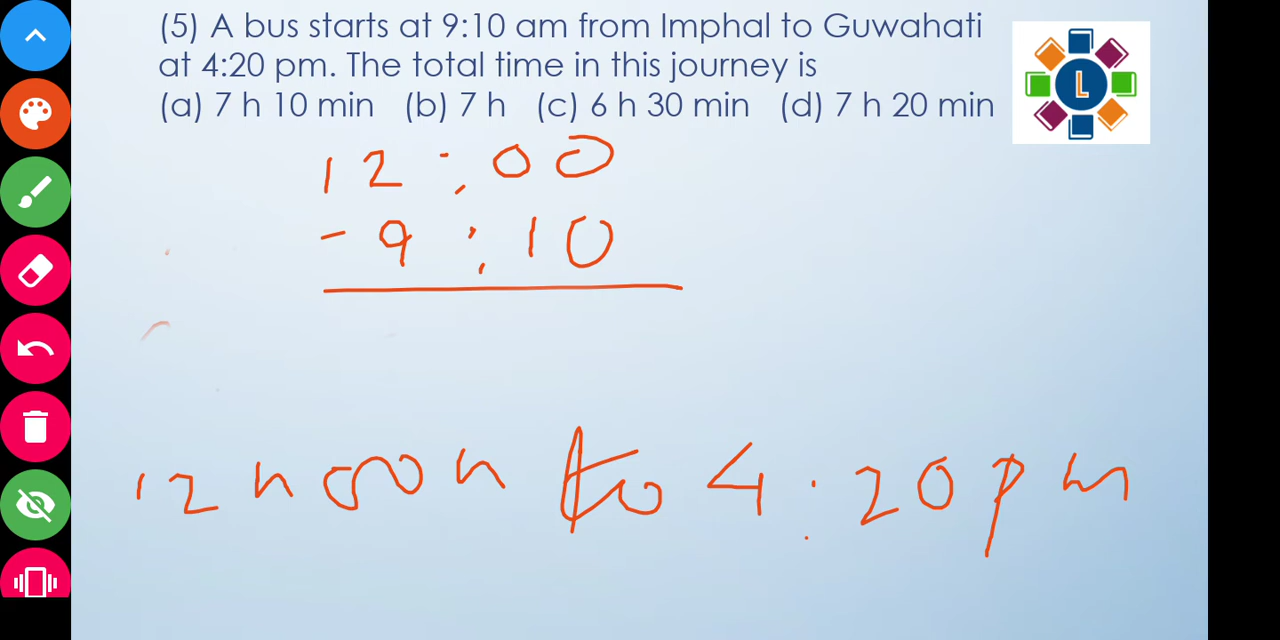 (5) A bus starts at 9:10 am from Imphal to Guwahati
at 4:20 pm. The total time in this journey is
(a) 7 h 10 min (b) 7 h (c) 6 h 30 min (d) 7 h 20 min
L
12:00
- 9:10
12 noon to 4:20 pm